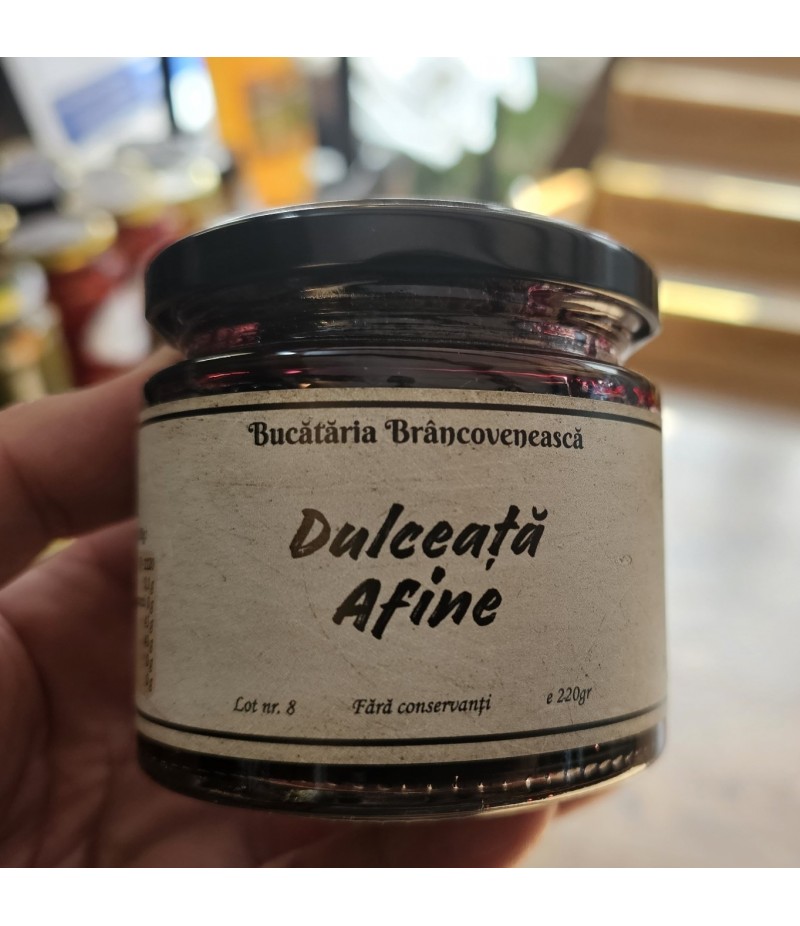 Bucătăria Brâncovenească
Dulceață
Afine
Lot nr. 8 Fără conservanți e 220gr